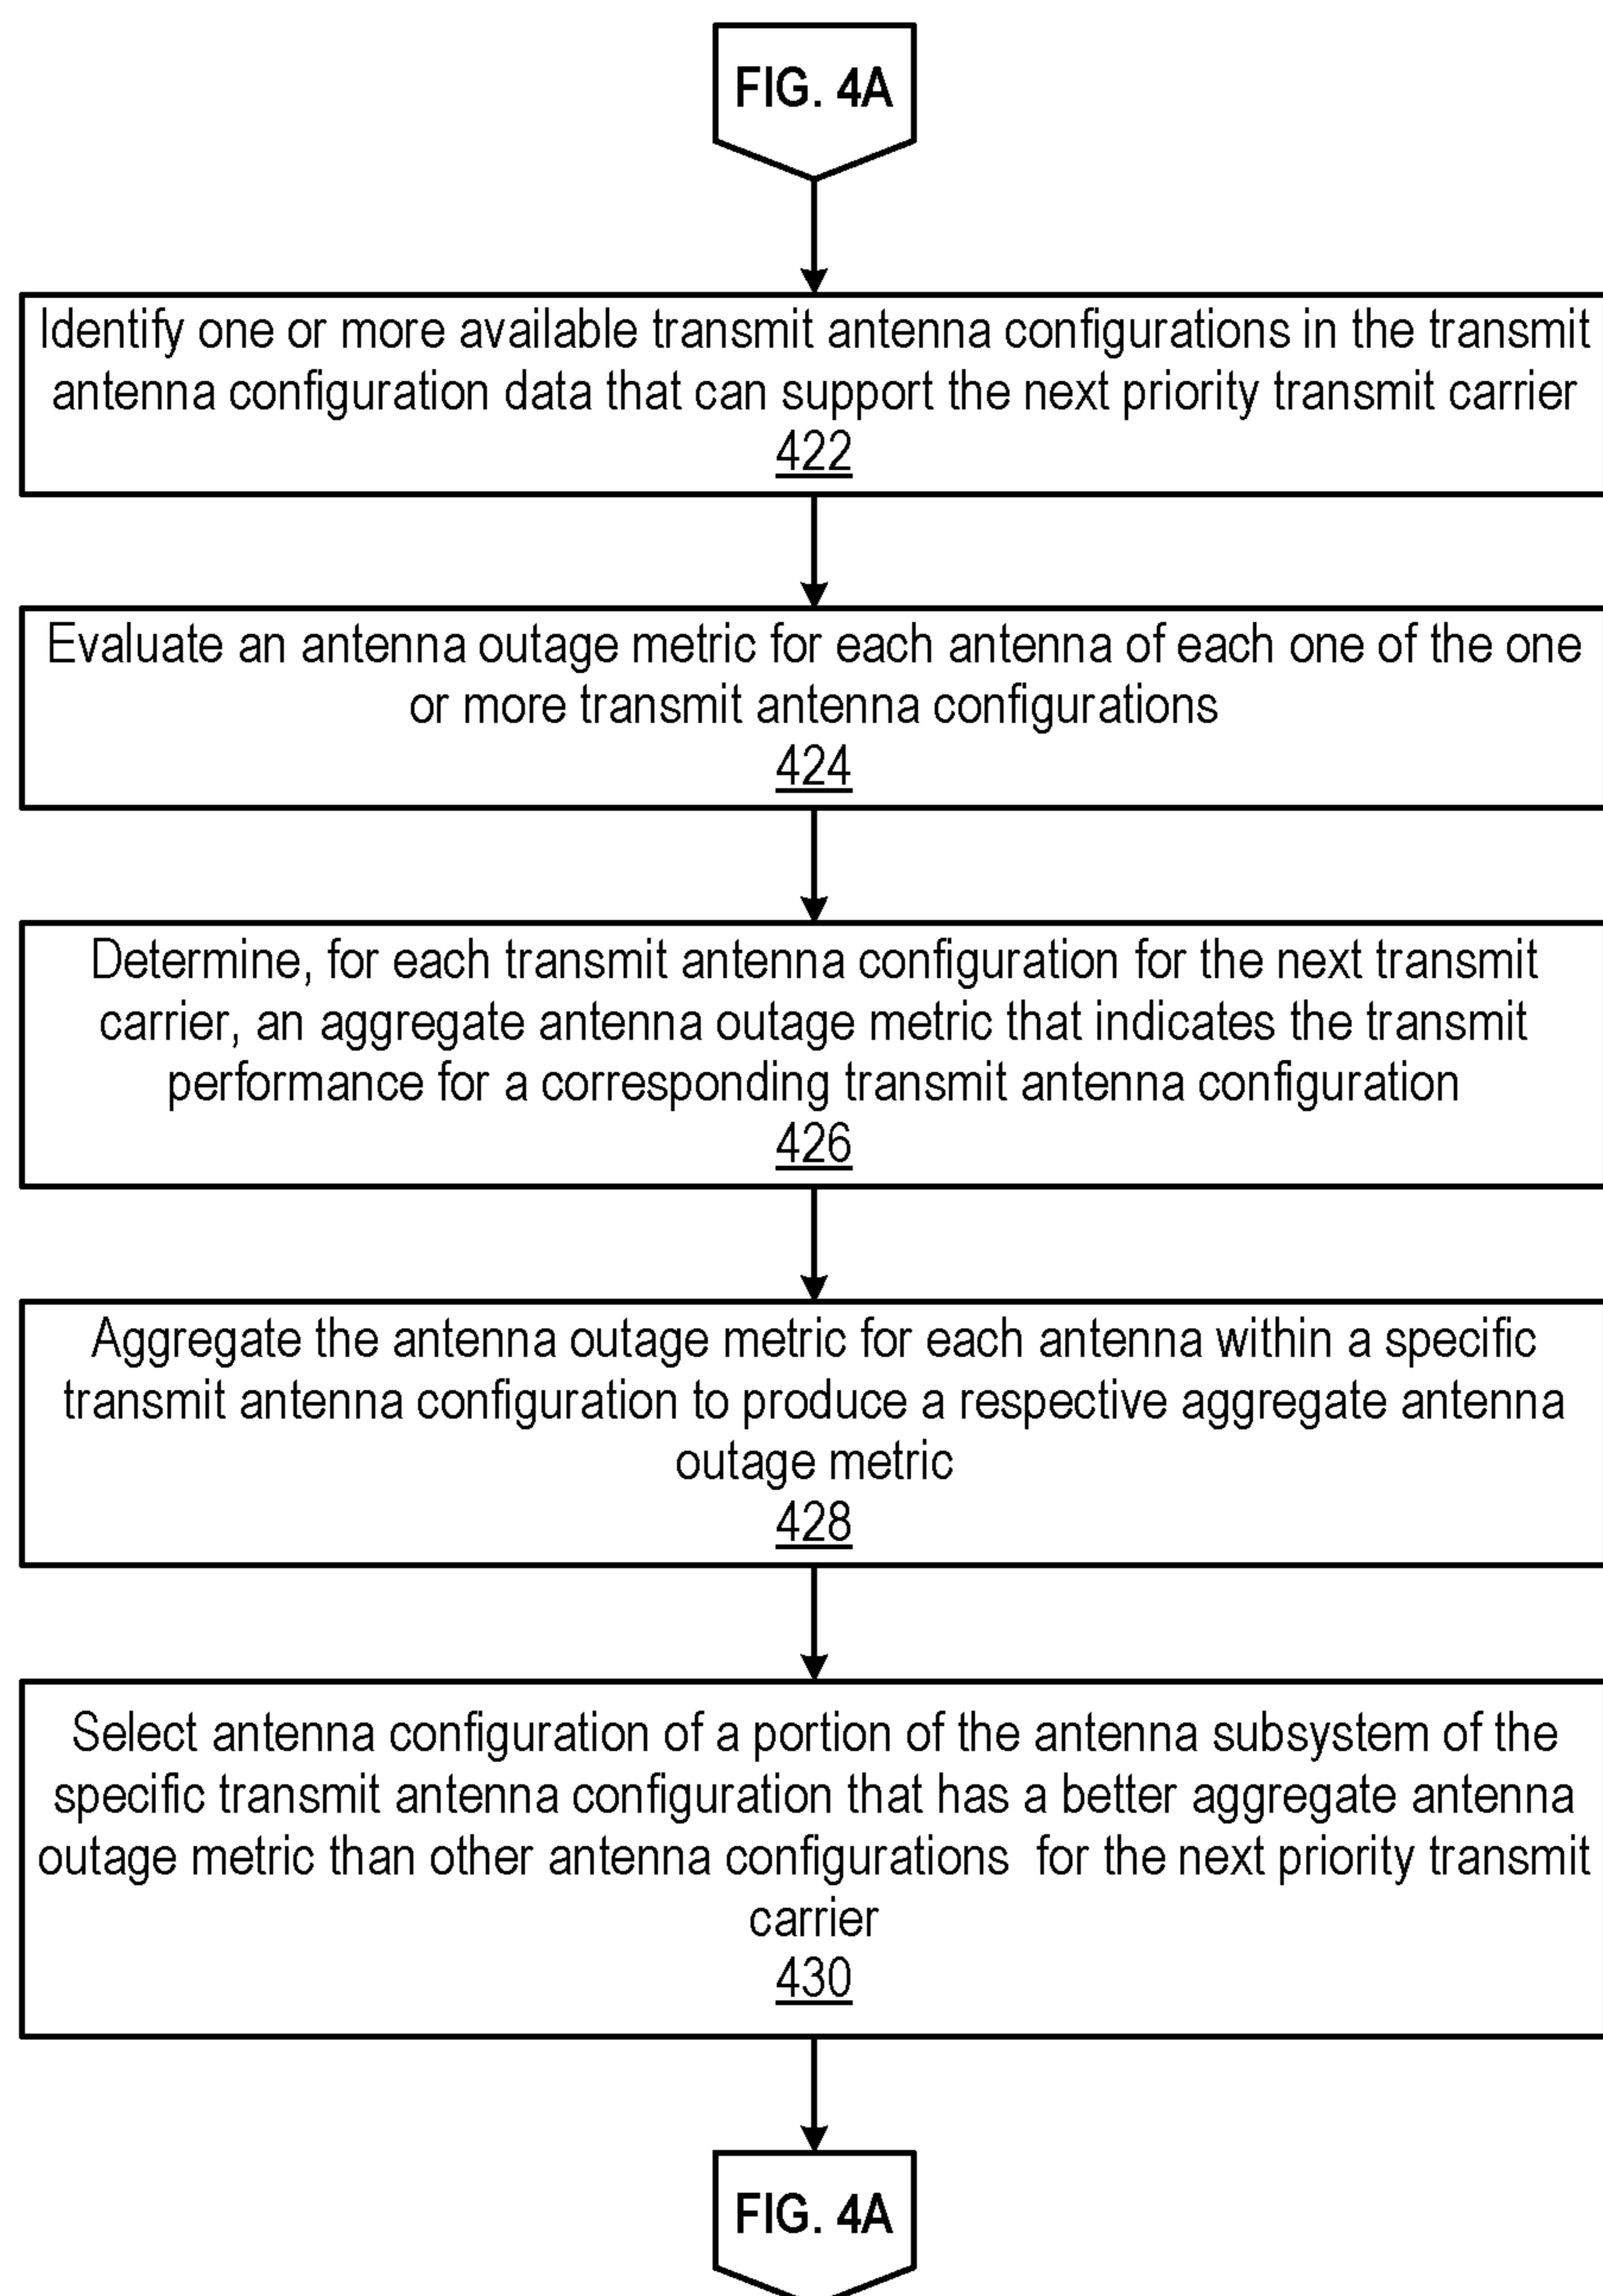 FIG. 4A
Identify one or more available transmit antenna configurations in the transmit
antenna configuration data that can support the next priority transmit carrier
422
Evaluate an antenna outage metric for each antenna of each one of the one
or more transmit antenna configurations
424
Determine, for each transmit antenna configuration for the next transmit
carrier, an aggregate antenna outage metric that indicates the transmit
performance for a corresponding transmit antenna configuration
426
Aggregate the antenna outage metric for each antenna within a specific
transmit antenna configuration to produce a respective aggregate antenna
outage metric
428
Select antenna configuration of a portion of the antenna subsystem of the
specific transmit antenna configuration that has a better aggregate antenna
outage metric than other antenna configurations for the next priority transmit
carrier
430
FIG. 4A